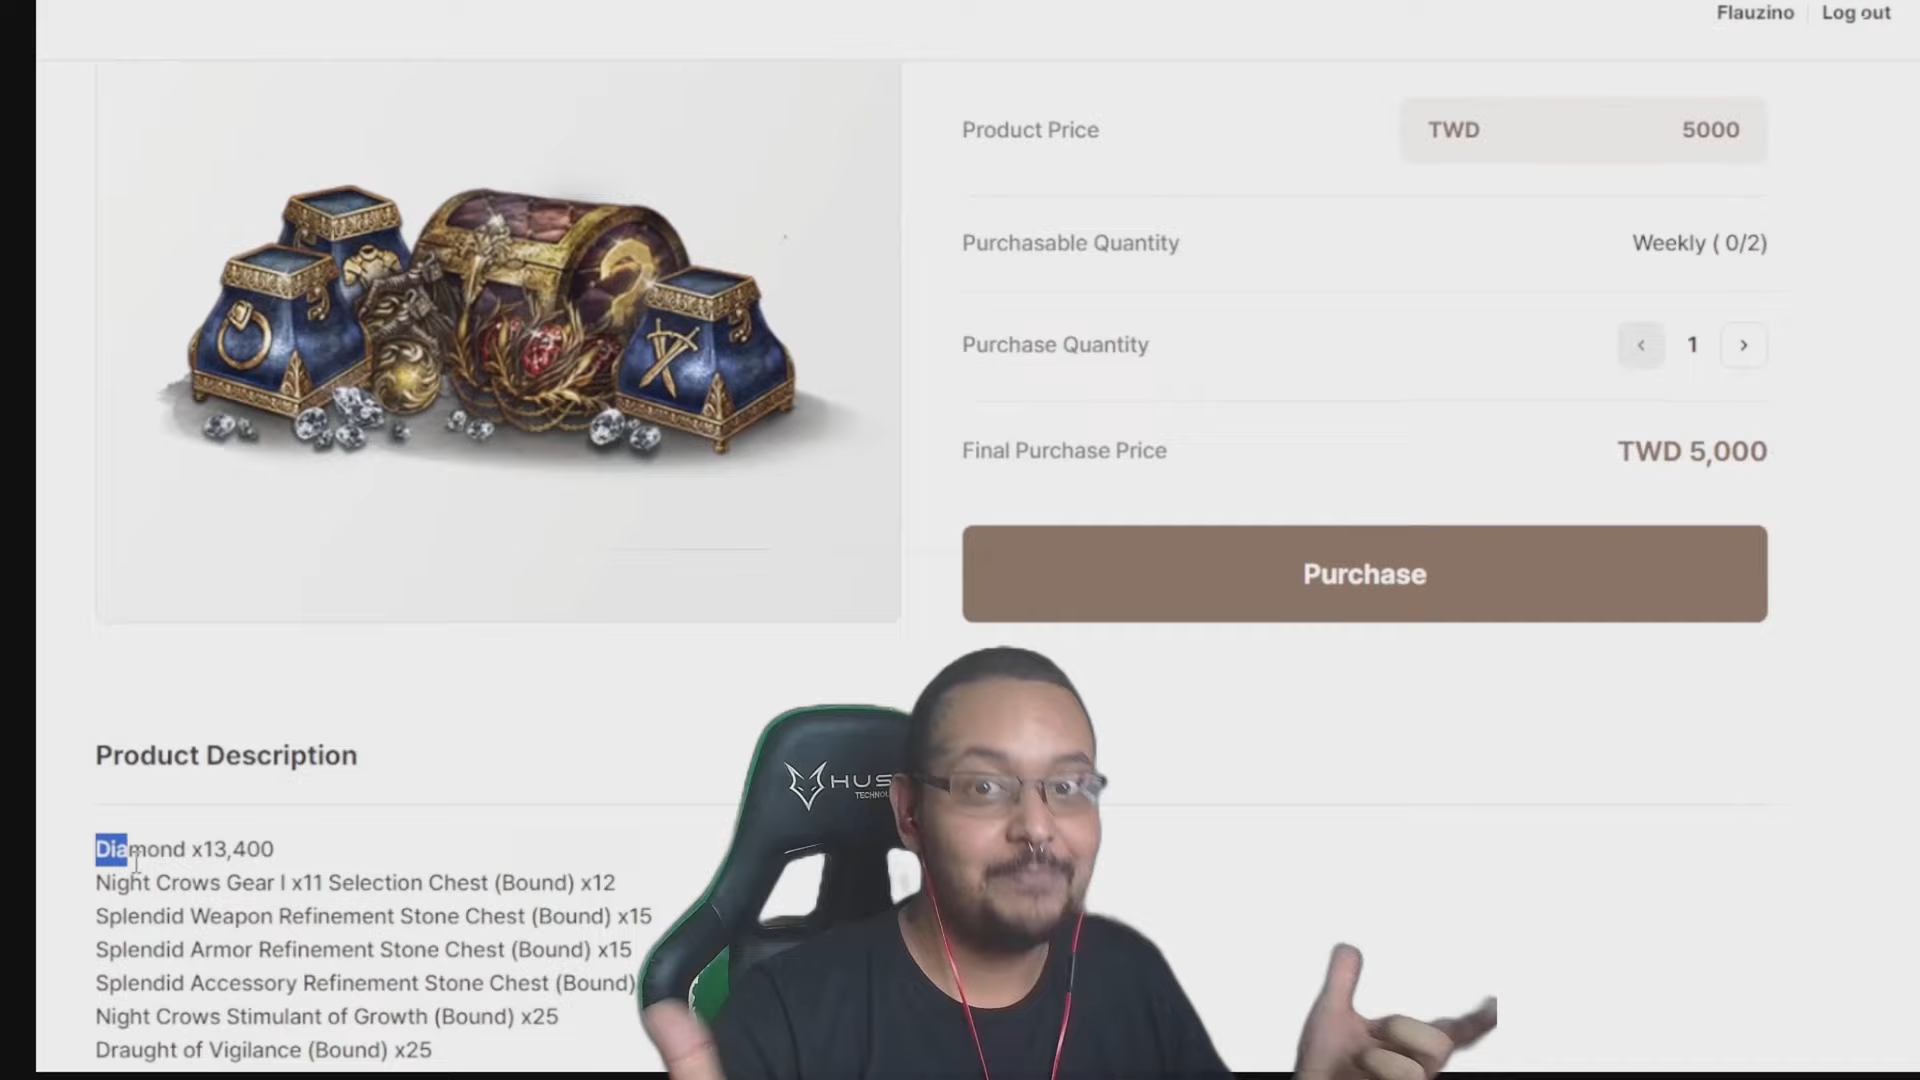 Flauzino
Log out
Product Price
TWD 5000
Purchasable Quantity
Weekly ( 0/2)
Purchase Quantity
1
Final Purchase Price
TWD 5,000
Purchase
Product Description
Diamond x13,400
Night Crows Gear I x11 Selection Chest (Bound) x12
Splendid Weapon Refinement Stone Chest (Bound) x15
Splendid Armor Refinement Stone Chest (Bound) x15
Splendid Accessory Refinement Stone Chest (Bound)
Night Crows Stimulant of Growth (Bound) x25
Draught of Vigilance (Bound) x25